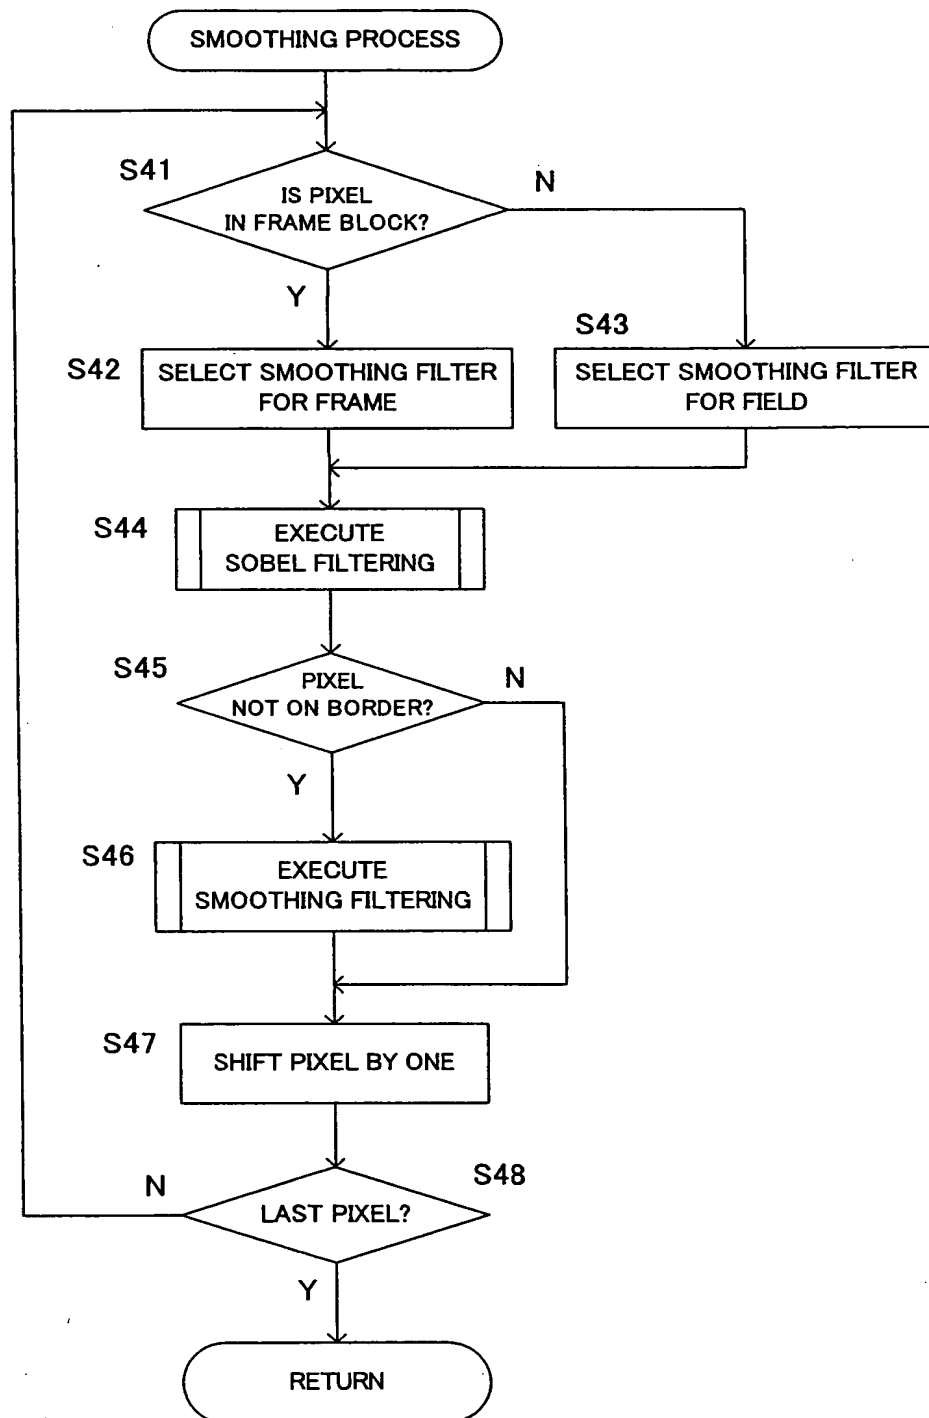 SMOOTHING PROCESS
S41
IS PIXEL
IN FRAME BLOCK?
N
Y
S42
SELECT SMOOTHING FILTER
FOR FRAME
S43
SELECT SMOOTHING FILTER
FOR FIELD
S44
EXECUTE
SOBEL FILTERING
S45
PIXEL
NOT ON BORDER?
N
Y
S46
EXECUTE
SMOOTHING FILTERING
S47
SHIFT PIXEL BY ONE
N
S48
LAST PIXEL?
Y
RETURN